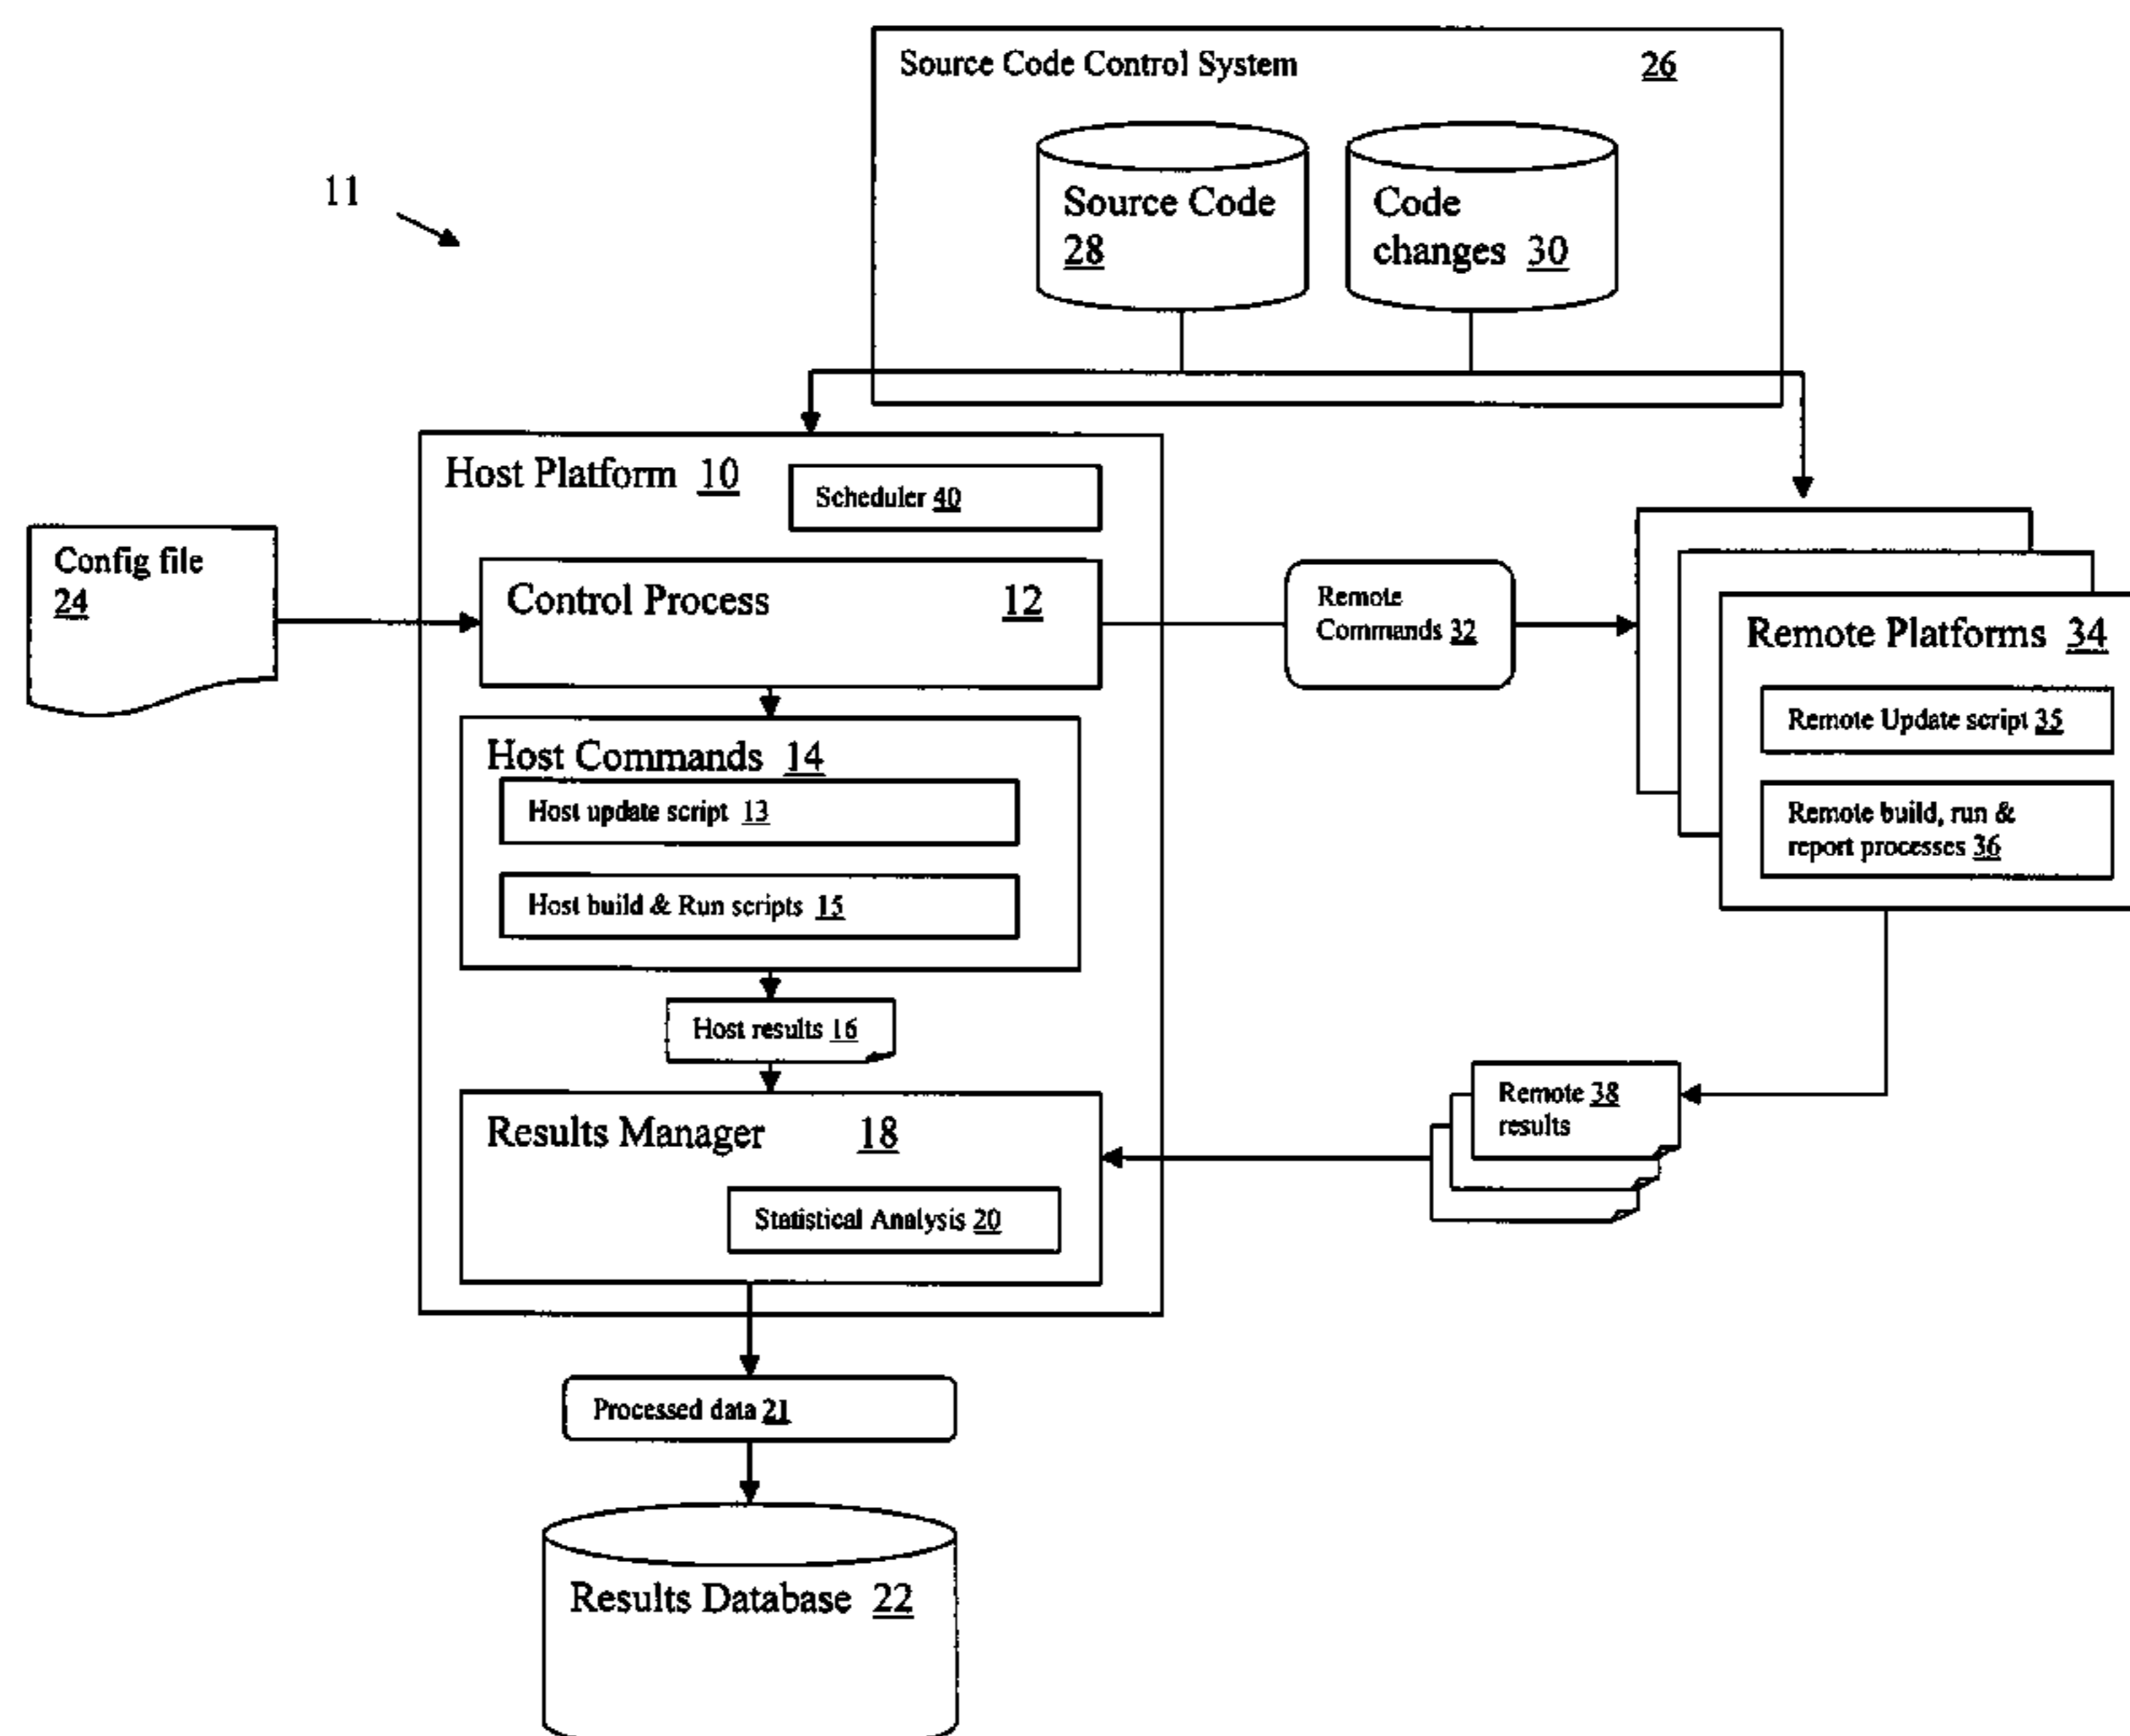 Source Code Control System 26
11
Source Code
28
Code
changes 30
Host Platform 10
Scheduler 40
Config file
24
Control Process 12
Remote
Commands 32
Remote Platforms 34
Remote Update script 35
Remote build, run &
report processes 36
Host Commands 14
Host update script 13
Host build & Run scripts 15
Host results 16
Results Manager 18
Statistical Analysis 20
Remote 38
results
Processed data 21
Results Database 22